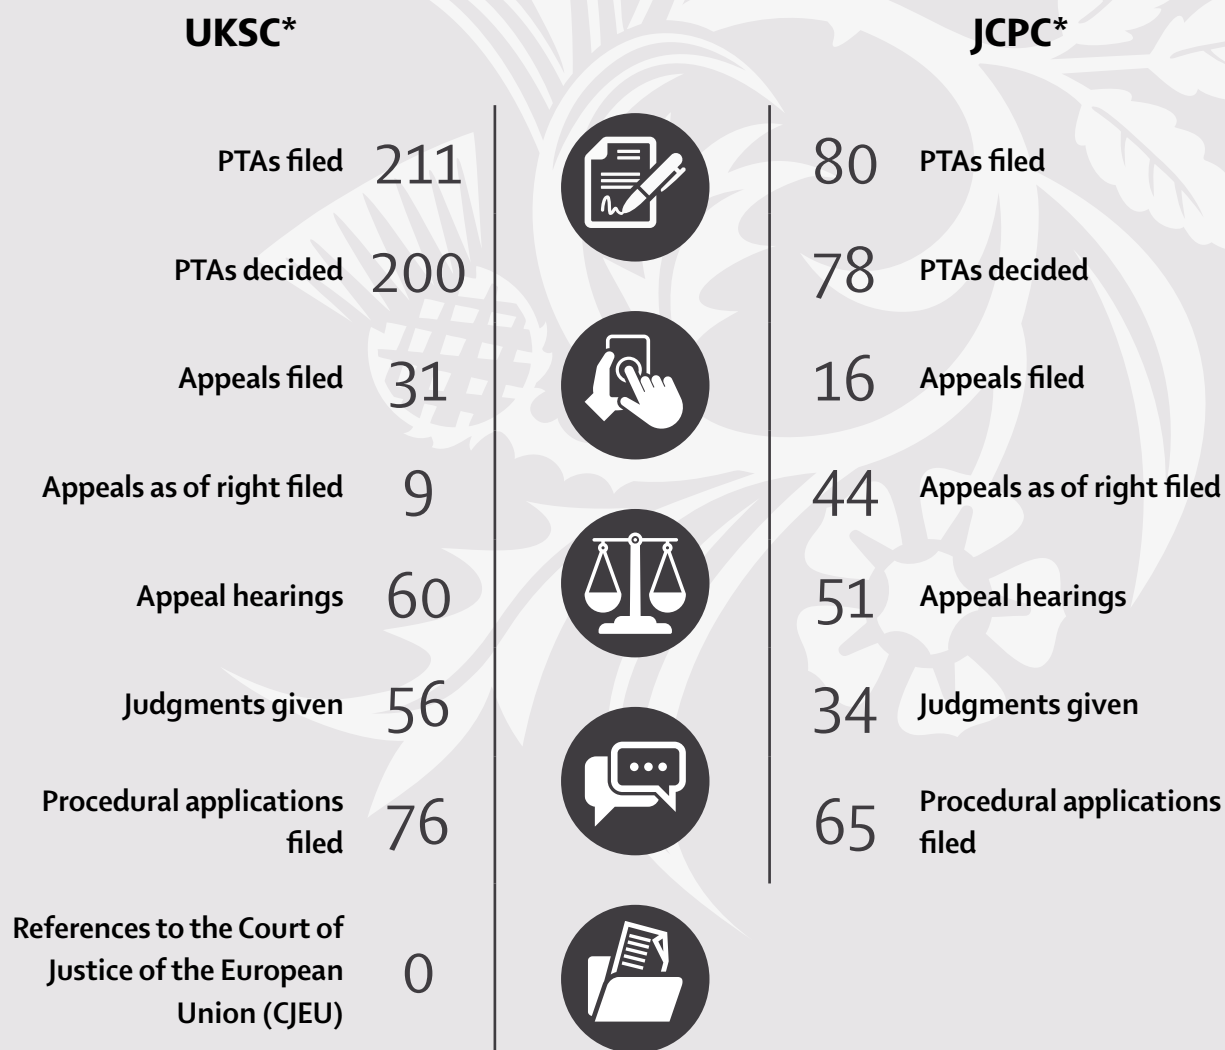 UKSC*
JCPC*
PTAs filed 211
80 PTAs filed
PTAs decided 200
78 PTAs decided
Appeals filed 31
16 Appeals filed
Appeals as of right filed 9
44 Appeals as of right filed
Appeal hearings 60
51 Appeal hearings
Judgments given 56
34 Judgments given
Procedural applications
filed 76
65 Procedural applications
filed
References to the Court of
Justice of the European 0
Union (CJEU)